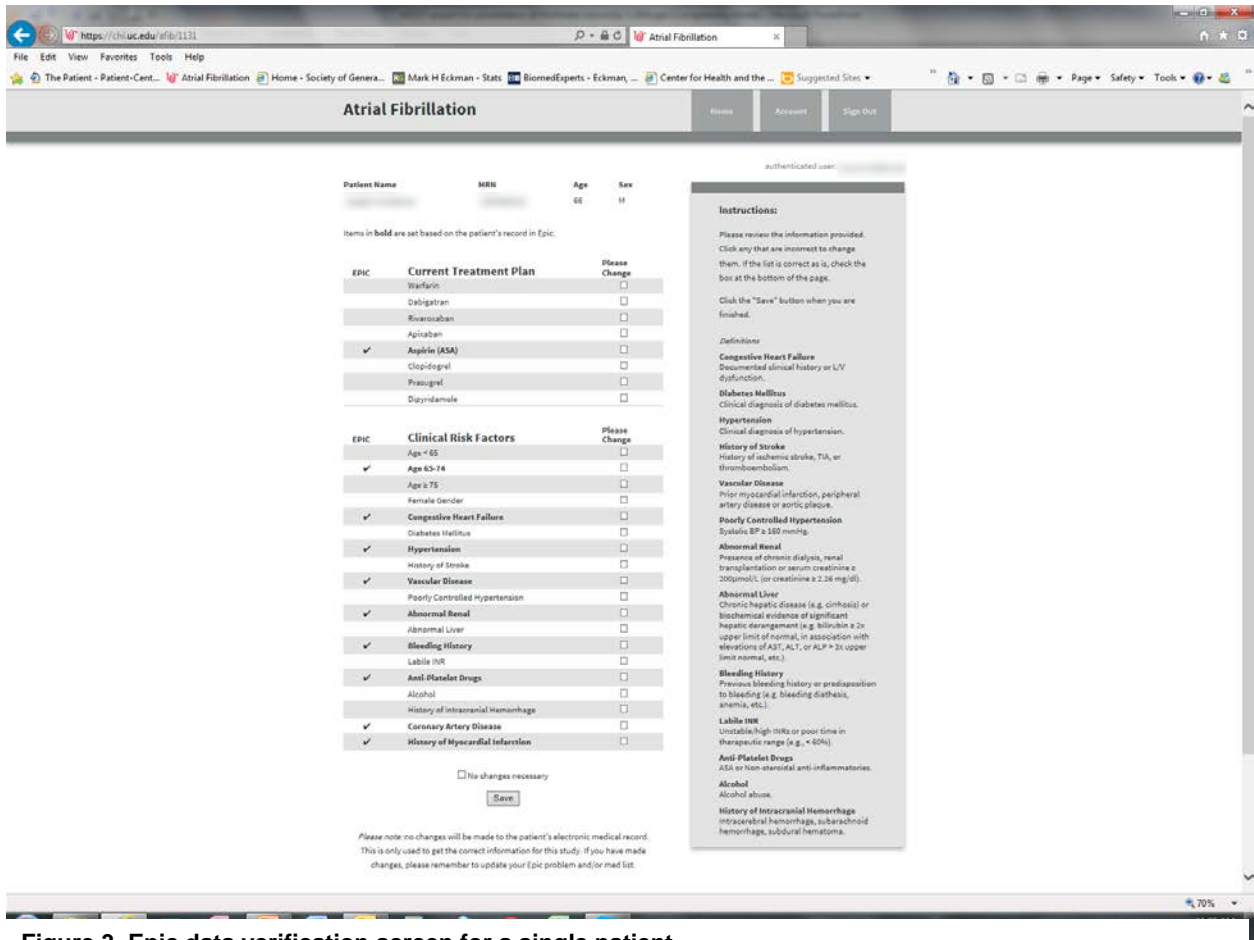 https://chi.uc.edu/afib/1131
Atrial Fibrillation
File Edit View Favorites Tools Help
The Patient - Patient-Cent... Atrial Fibrillation Home - Society of Genera... Mark H Eckman - Stats BiomedExperts - Eckman, ... Center for Health and the ... Suggested Sites
Page Safety Tools
Atrial Fibrillation
Home Account Sign Out
authenticated user:
Patient Name MRN Age Sex
66 M
Items in bold are set based on the patient's record in Epic.
EPIC Current Treatment Plan Please Change
Warfarin
Dabigatran
Rivaroxaban
Apixaban
✔ Aspirin (ASA)
Clopidogrel
Prasugrel
Dipyridamole
EPIC Clinical Risk Factors Please Change
Age < 65
✔ Age 65-74
Age ≥ 75
Female Gender
✔ Congestive Heart Failure
Diabetes Mellitus
✔ Hypertension
History of Stroke
✔ Vascular Disease
Poorly Controlled Hypertension
✔ Abnormal Renal
Abnormal Liver
✔ Bleeding History
Labile INR
✔ Anti-Platelet Drugs
Alcohol
History of Intracranial Hemorrhage
✔ Coronary Artery Disease
✔ History of Myocardial Infarction
No changes necessary
Save
Please note: no changes will be made to the patient's electronic medical record.
This is only used to get the correct information for this study. If you have made
changes, please remember to update your Epic problem and/or med list.
Instructions:
Please review the information provided.
Click any that are incorrect to change
them. If the list is correct as is, check the
box at the bottom of the page.
Click the "Save" button when you are
finished.
Definitions
Congestive Heart Failure
Documented clinical history or L/V
dysfunction.
Diabetes Mellitus
Clinical diagnosis of diabetes mellitus.
Hypertension
Clinical diagnosis of hypertension.
History of Stroke
History of ischemic stroke, TIA, or
thromboembolism.
Vascular Disease
Prior myocardial infarction, peripheral
artery disease or aortic plaque.
Poorly Controlled Hypertension
Systolic BP ≥ 160 mmHg.
Abnormal Renal
Presence of chronic dialysis, renal
transplantation or serum creatinine ≥
200μmol/L (or creatinine ≥ 2.26 mg/dl).
Abnormal Liver
Chronic hepatic disease (e.g. cirrhosis) or
biochemical evidence of significant
hepatic derangement (e.g. bilirubin ≥ 2x
upper limit of normal, in association with
elevations of AST, ALT, or ALP > 3x upper
limit normal, etc.).
Bleeding History
Previous bleeding history or predisposition
to bleeding (e.g. bleeding diathesis,
anemia, etc.).
Labile INR
Unstable/high INRs or poor time in
therapeutic range (e.g., < 60%).
Anti-Platelet Drugs
ASA or Non-steroidal anti-inflammatories.
Alcohol
Alcohol abuse.
History of Intracranial Hemorrhage
Intracerebral hemorrhage, subarachnoid
hemorrhage, subdural hematoma.
70%